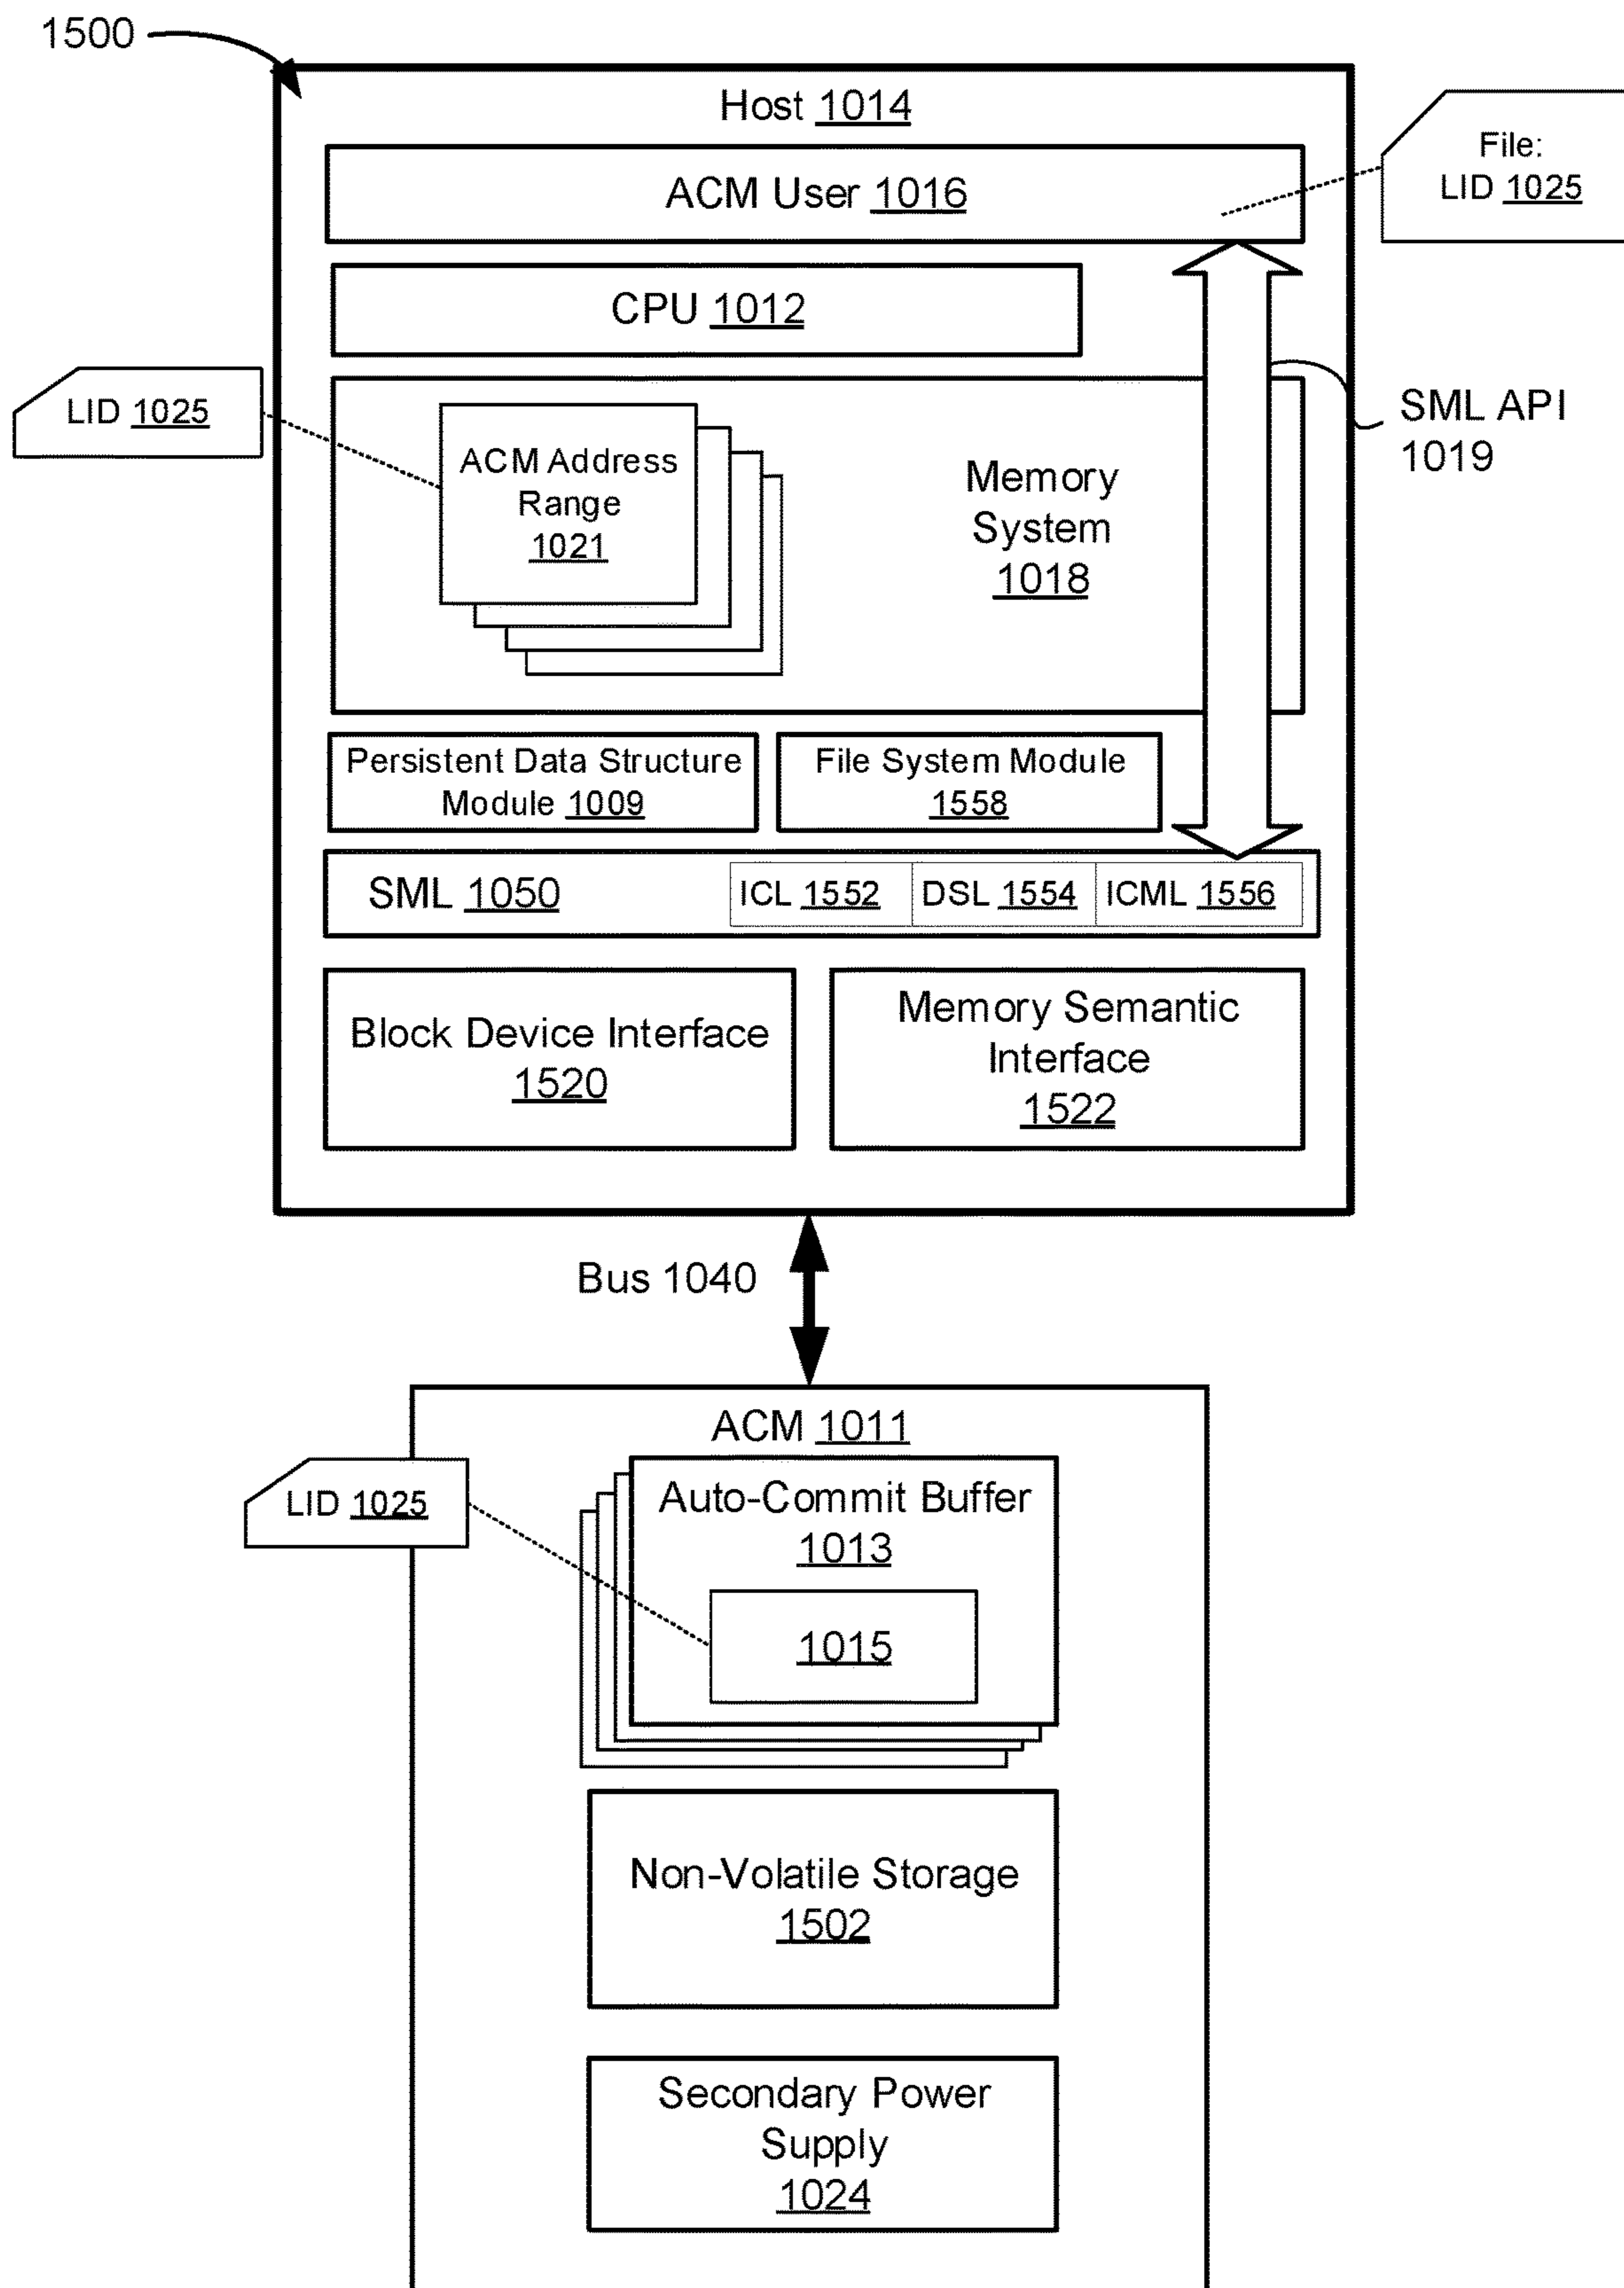 1500
Host 1014
ACM User 1016
File:
LID 1025
CPU 1012
LID 1025
ACM Address
Range
1021
Memory
System
1018
SML API
1019
Persistent Data Structure
Module 1009
File System Module
1558
SML 1050
ICL 1552
DSL 1554
ICML 1556
Block Device Interface
1520
Memory Semantic
Interface
1522
Bus 1040
ACM 1011
LID 1025
Auto-Commit Buffer
1013
1015
Non-Volatile Storage
1502
Secondary Power
Supply
1024